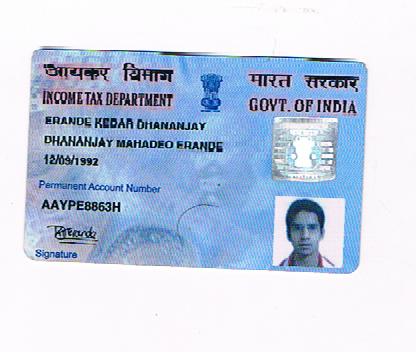 आयकर विभाग
INCOME TAX DEPARTMENT
भारत सरकार
GOVT. OF INDIA
ERANDE KEDAR DHANANJAY
DHANANJAY MAHADEO ERANDE
12/09/1992
Permanent Account Number
AAYPE8863H
Signature